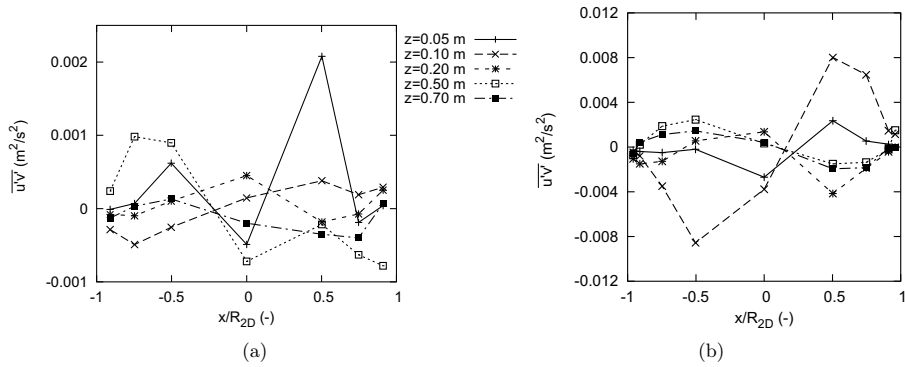 0.002
0.001
0
-0.001
-1
-0.5
0
0.5
1
u'v' (m²/s²)
x/R2D (-)
(a)
z=0.05 m
z=0.10 m
z=0.20 m
z=0.50 m
z=0.70 m
0.012
0.008
0.004
0
-0.004
-0.008
-0.012
-1
-0.5
0
0.5
1
u'v' (m²/s²)
x/R2D (-)
(b)